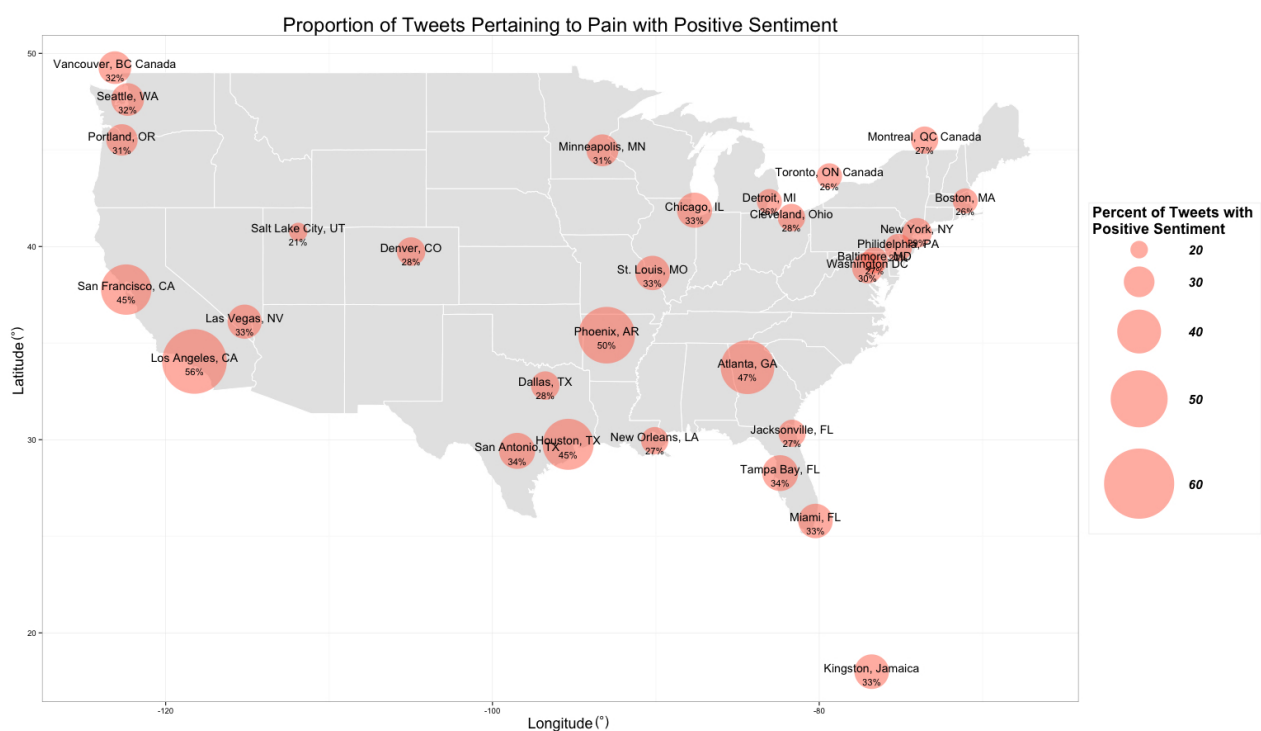 Proportion of Tweets Pertaining to Pain with Positive Sentiment
50
Vancouver, BC Canada
32%
Seattle, WA
32%
Portland, OR
31%
Minneapolis, MN
31%
Montreal, QC Canada
27%
Toronto, ON Canada
26%
Detroit, MI
26%
Boston, MA
26%
Chicago, IL
33%
Cleveland, Ohio
28%
Salt Lake City, UT
21%
New York, NY
Philidelphia, PA
Baltimore, MD
27%
Washington DC
30%
40
Denver, CO
28%
St. Louis, MO
33%
San Francisco, CA
45%
Las Vegas, NV
33%
Phoenix, AR
50%
Los Angeles, CA
56%
Atlanta, GA
47%
Dallas, TX
28%
30
San Antonio, TX
34%
Houston, TX
45%
New Orleans, LA
27%
Jacksonville, FL
27%
Tampa Bay, FL
34%
Miami, FL
33%
20
Kingston, Jamaica
33%
Latitude(°)
-120
-100
-80
Longitude(°)
Percent of Tweets with
Positive Sentiment
20
30
40
50
60